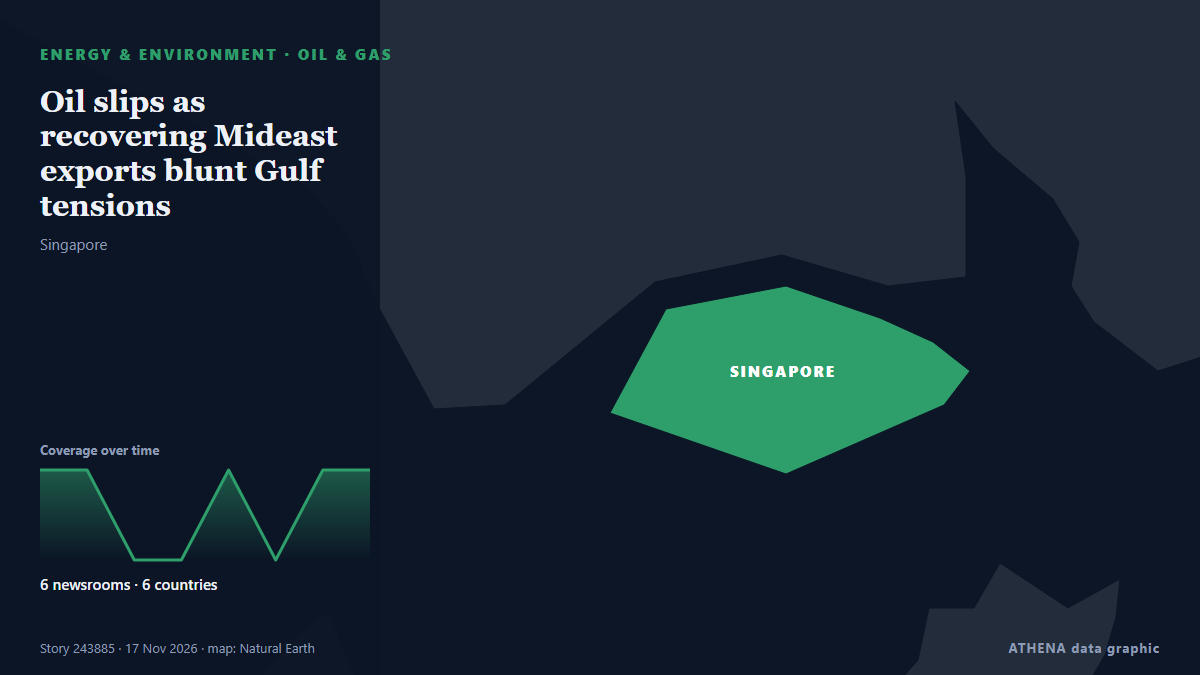 ENERGY & ENVIRONMENT · OIL & GAS
Oil slips as
recovering Mideast
exports blunt Gulf
tensions
Singapore
SINGAPORE
Coverage over time
6 newsrooms · 6 countries
Story 243885 · 17 Nov 2026 · map: Natural Earth
ATHENA data graphic